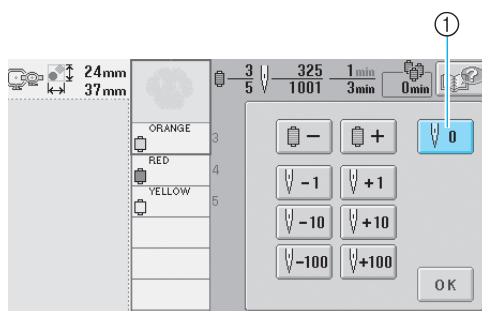 1
24mm
37mm
3
5
325
1001
1min
3min
0min
ORANGE
3
RED
4
YELLOW
5
−
+
0
−1
+1
−10
+10
−100
+100
OK